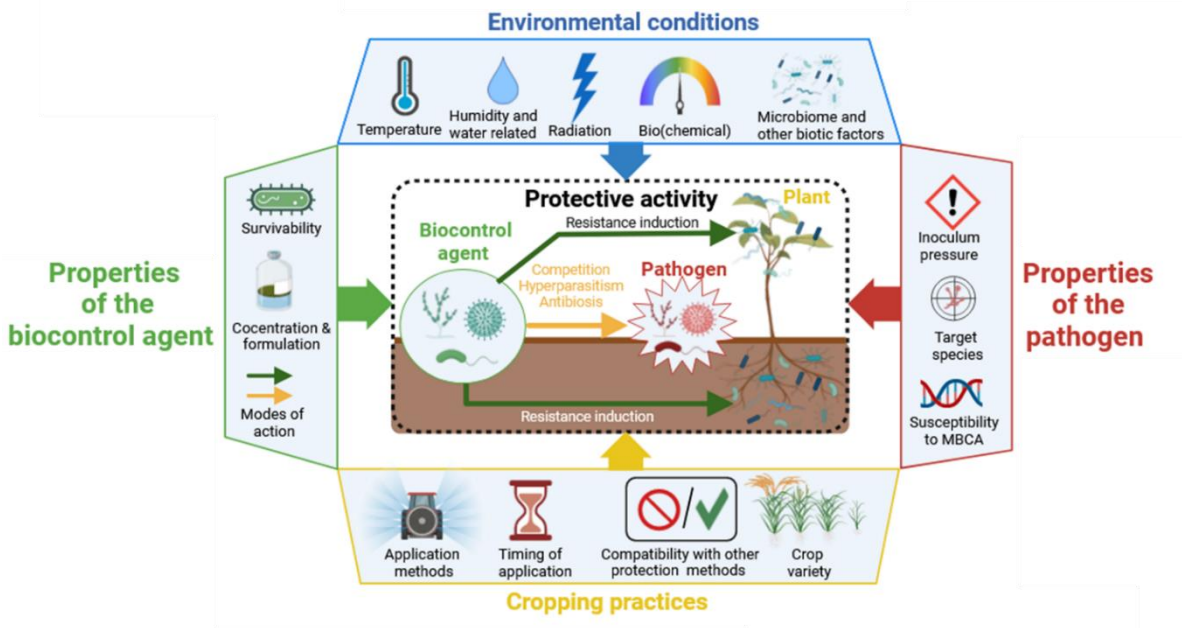 Environmental conditions
Temperature
Humidity and
water related
Radiation
Bio(chemical)
Microbiome and
other biotic factors
Properties
of the
biocontrol agent
Survivability
Cocentration &
formulation
Modes of
action
Protective activity
Plant
Resistance induction
Biocontrol
agent
Competition
Hyperparasitism
Antibiosis
Pathogen
Resistance induction
Inoculum
pressure
Target
species
Susceptibility
to MBCA
Properties
of the
pathogen
Application
methods
Timing of
application
Compatibility with other
protection methods
Crop
variety
Cropping practices